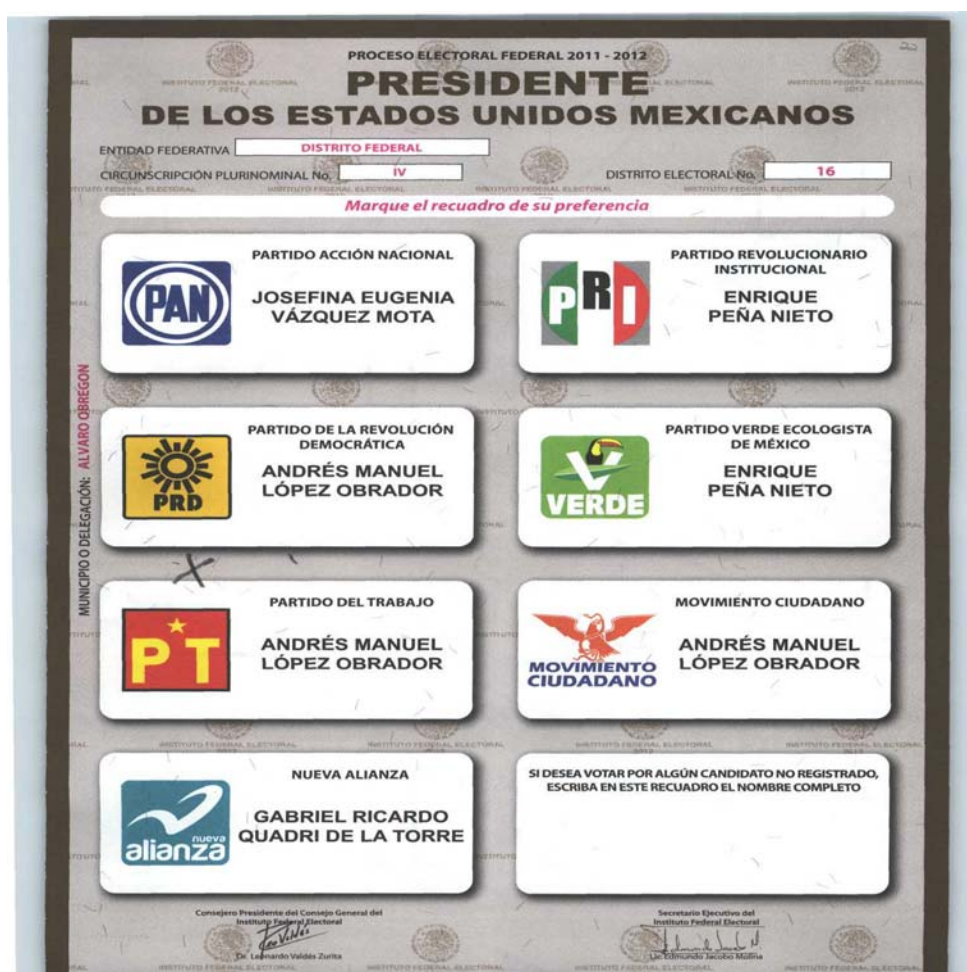 PROCESO ELECTORAL FEDERAL 2011 - 2012
PRESIDENTE
DE LOS ESTADOS UNIDOS MEXICANOS
ENTIDAD FEDERATIVA DISTRITO FEDERAL
CIRCUNSCRIPCIÓN PLURINOMINAL No. IV DISTRITO ELECTORAL No. 16
Marque el recuadro de su preferencia
MUNICIPIO O DELEGACIÓN: ALVARO OBREGON
PAN
PARTIDO ACCIÓN NACIONAL
JOSEFINA EUGENIA
VÁZQUEZ MOTA
PRI
PARTIDO REVOLUCIONARIO
INSTITUCIONAL
ENRIQUE
PEÑA NIETO
PRD
PARTIDO DE LA REVOLUCIÓN
DEMOCRÁTICA
ANDRÉS MANUEL
LÓPEZ OBRADOR
VERDE
PARTIDO VERDE ECOLOGISTA
DE MÉXICO
ENRIQUE
PEÑA NIETO
X
PT
PARTIDO DEL TRABAJO
ANDRÉS MANUEL
LÓPEZ OBRADOR
MOVIMIENTO
CIUDADANO
MOVIMIENTO CIUDADANO
ANDRÉS MANUEL
LÓPEZ OBRADOR
nueva
alianza
NUEVA ALIANZA
GABRIEL RICARDO
QUADRI DE LA TORRE
SI DESEA VOTAR POR ALGÚN CANDIDATO NO REGISTRADO,
ESCRIBA EN ESTE RECUADRO EL NOMBRE COMPLETO
Consejero Presidente del Consejo General del
Instituto Federal Electoral
Dr. Leonardo Valdés Zurita
Secretario Ejecutivo del
Instituto Federal Electoral
Lic. Edmundo Jacobo Molina